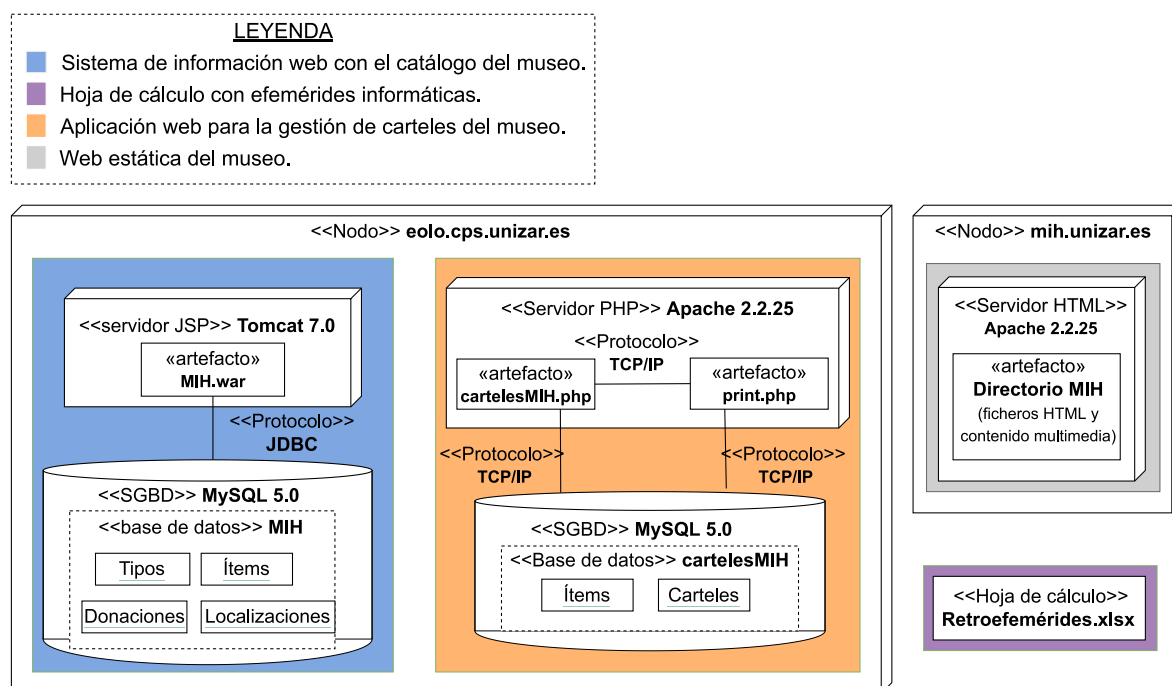 LEYENDA
Sistema de información web con el catálogo del museo.
Hoja de cálculo con efemérides informáticas.
Aplicación web para la gestión de carteles del museo.
Web estática del museo.
<<Nodo>> eolo.cps.unizar.es
<<servidor JSP>> Tomcat 7.0
«artefacto»
MIH.war
<<Protocolo>>
JDBC
<<SGBD>> MySQL 5.0
<<base de datos>> MIH
Tipos
Ítems
Donaciones
Localizaciones
<<Servidor PHP>> Apache 2.2.25
<<Protocolo>>
TCP/IP
«artefacto»
cartelesMIH.php
«artefacto»
print.php
<<Protocolo>>
TCP/IP
<<Protocolo>>
TCP/IP
<<SGBD>> MySQL 5.0
<<Base de datos>> cartelesMIH
Ítems
Carteles
<<Nodo>> mih.unizar.es
<<Servidor HTML>>
Apache 2.2.25
«artefacto»
Directorio MIH
(ficheros HTML y
contenido multimedia)
<<Hoja de cálculo>>
Retroefemérides.xlsx